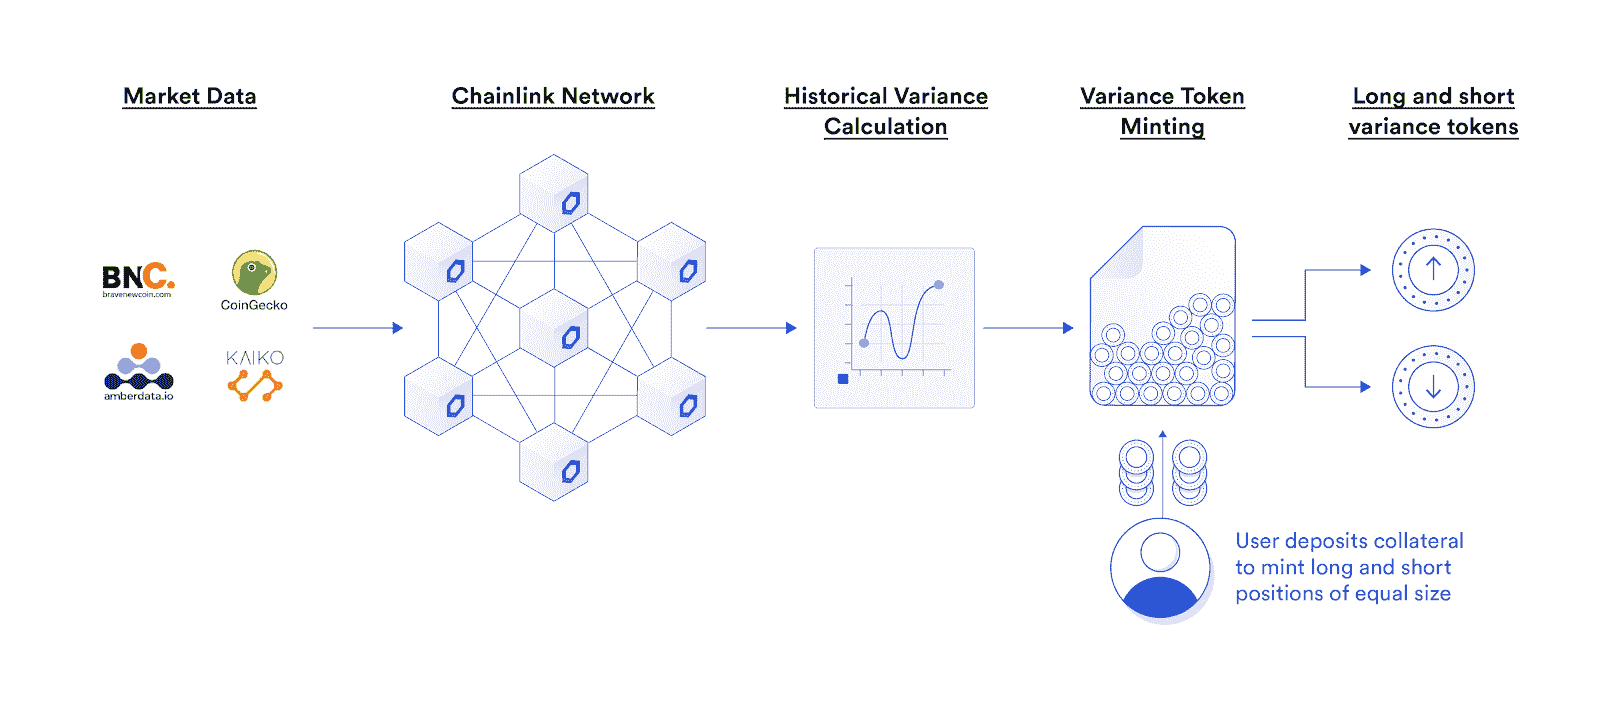 Market Data
Chainlink Network
Historical Variance
Calculation
Variance Token
Minting
Long and short
variance tokens
BNC.
bravenewcoin.com
CoinGecko
amberdata.io
KAIKO
User deposits collateral
to mint long and short
positions of equal size